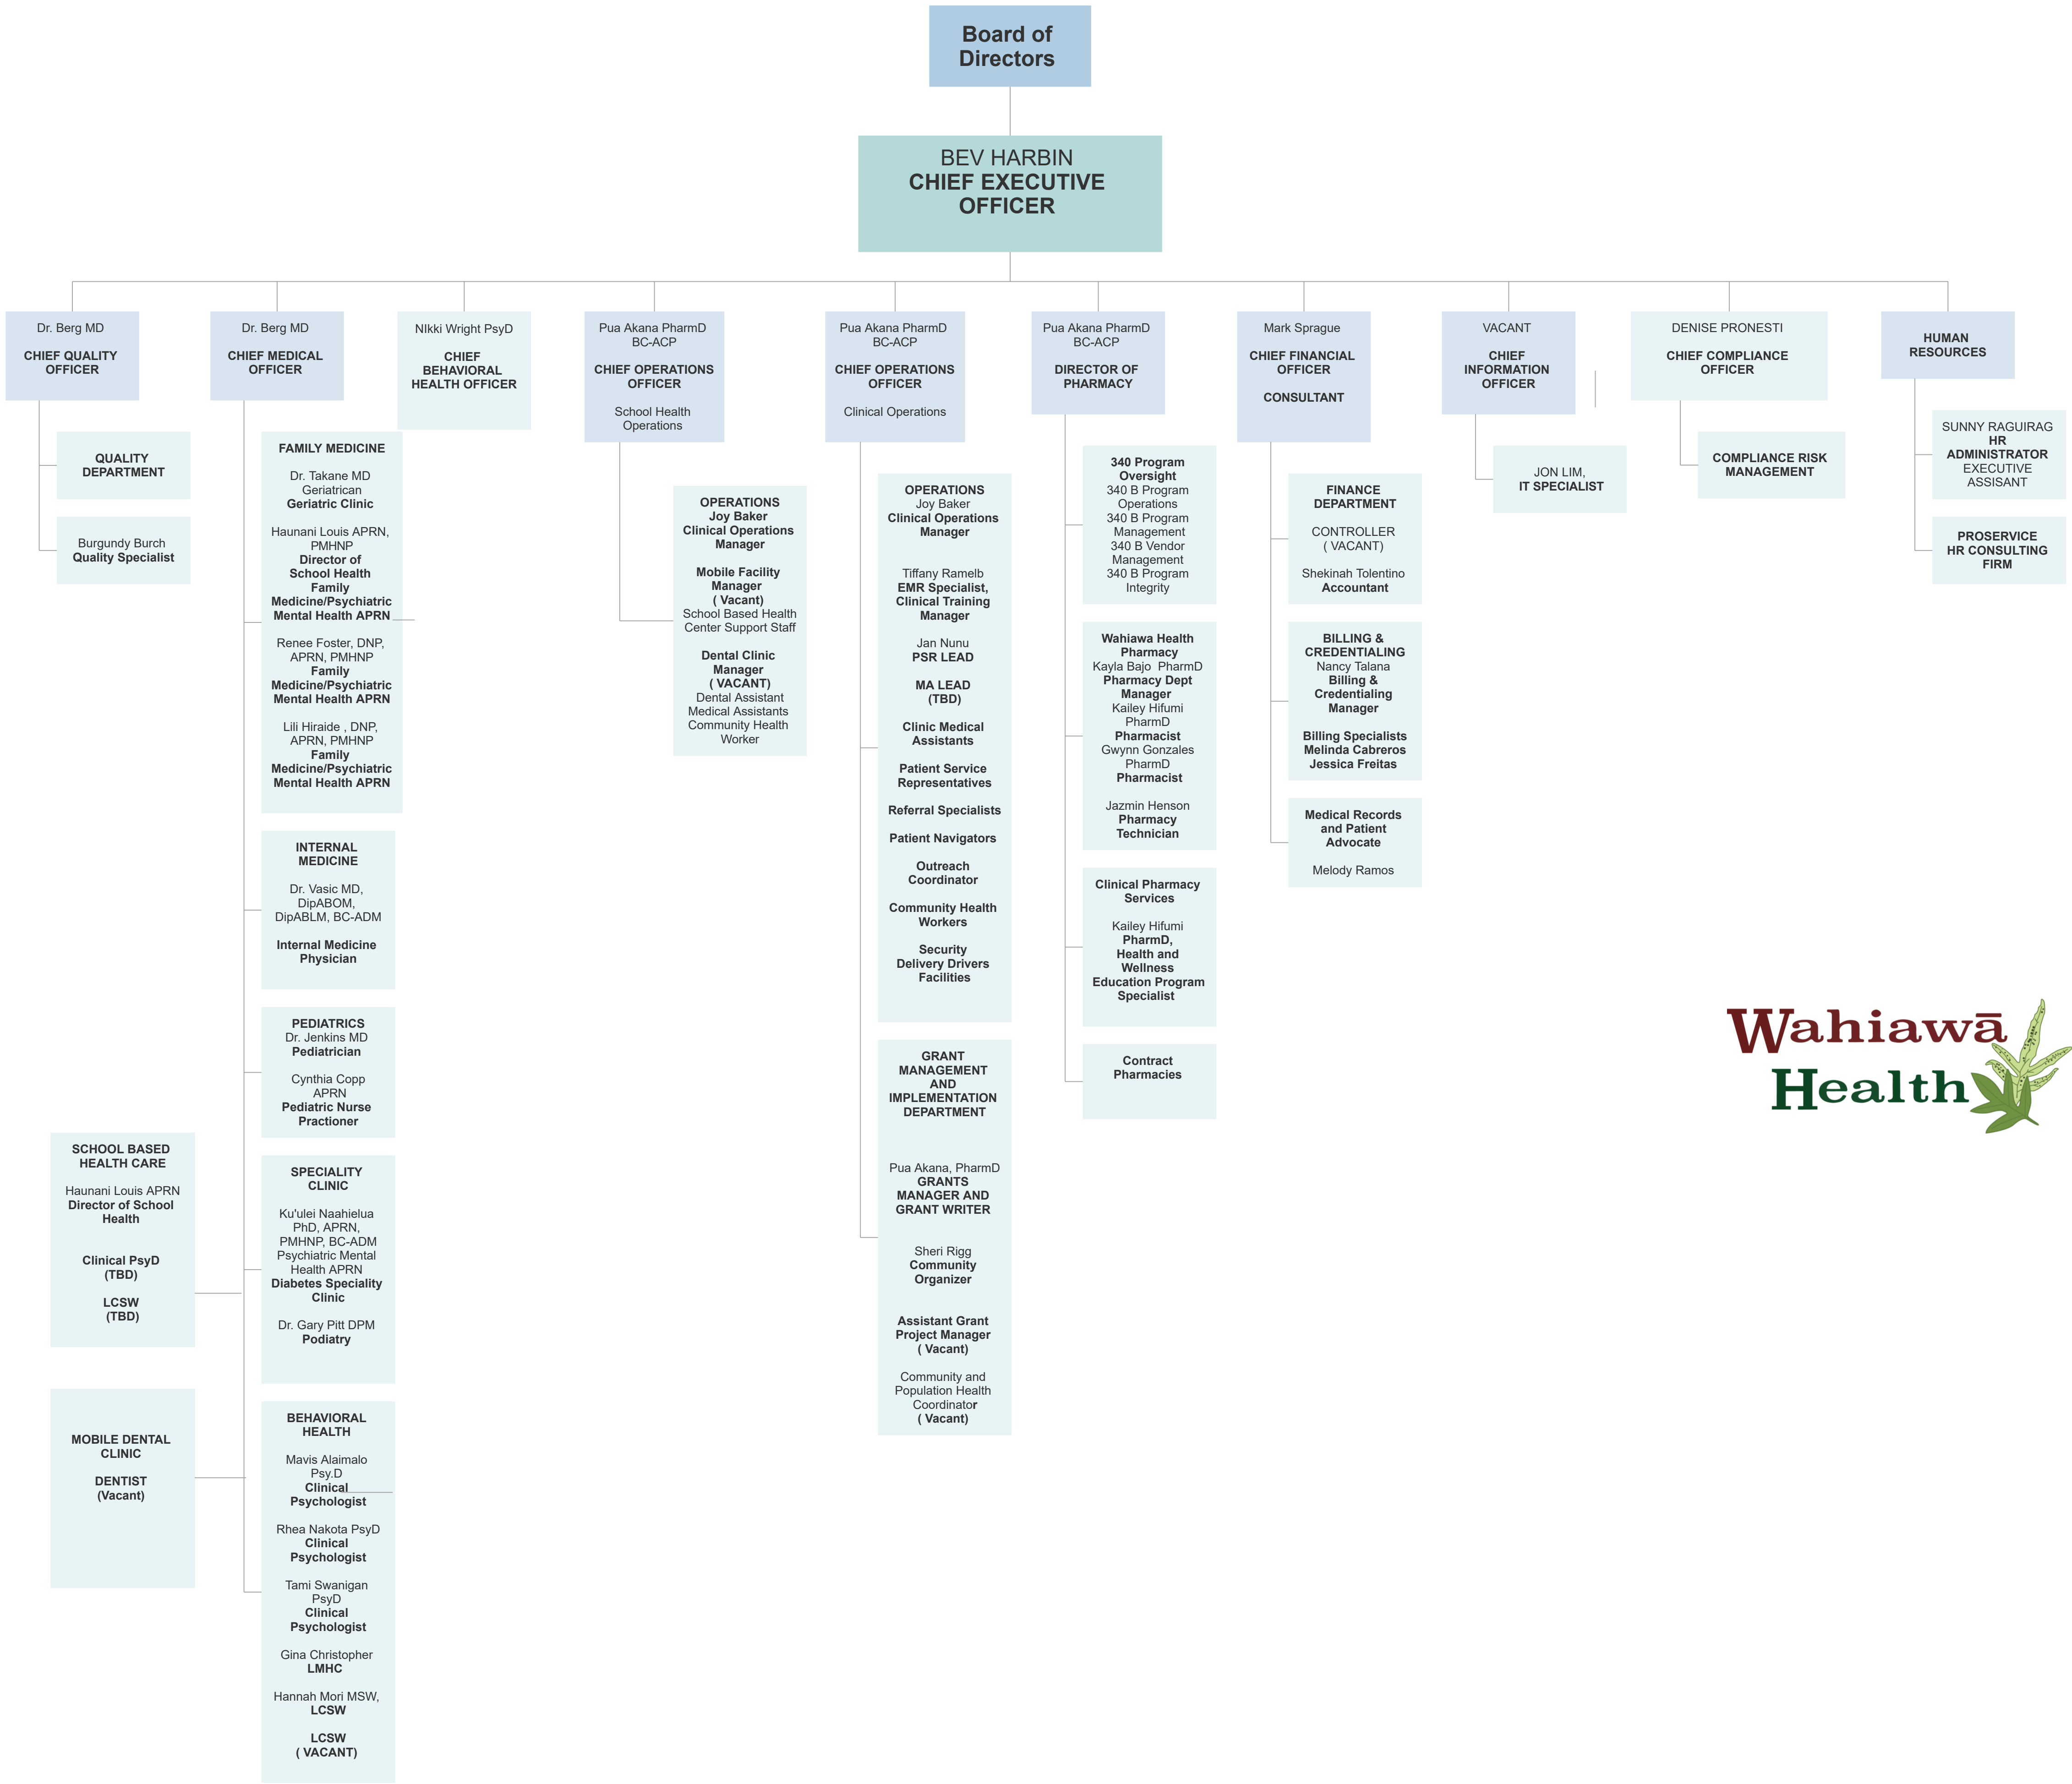 Board of
Directors
BEV HARBIN
CHIEF EXECUTIVE
OFFICER
Dr. Berg MD
CHIEF QUALITY
OFFICER
QUALITY
DEPARTMENT
Burgundy Burch
Quality Specialist
Dr. Berg MD
CHIEF MEDICAL
OFFICER
FAMILY MEDICINE
Dr. Takane MD
Geriatrican
Geriatric Clinic
Haunani Louis APRN,
PMHNP
Director of
School Health
Family
Medicine/Psychiatric
Mental Health APRN
Renee Foster, DNP,
APRN, PMHNP
Family
Medicine/Psychiatric
Mental Health APRN
Lili Hiraide , DNP,
APRN, PMHNP
Family
Medicine/Psychiatric
Mental Health APRN
INTERNAL
MEDICINE
Dr. Vasic MD,
DipABOM,
DipABLM, BC-ADM
Internal Medicine
Physician
PEDIATRICS
Dr. Jenkins MD
Pediatrician
Cynthia Copp
APRN
Pediatric Nurse
Practioner
SCHOOL BASED
HEALTH CARE
Haunani Louis APRN
Director of School
Health
Clinical PsyD
(TBD)
LCSW
(TBD)
SPECIALITY
CLINIC
Ku'ulei Naahielua
PhD, APRN,
PMHNP, BC-ADM
Psychiatric Mental
Health APRN
Diabetes Speciality
Clinic
Dr. Gary Pitt DPM
Podiatry
MOBILE DENTAL
CLINIC
DENTIST
(Vacant)
BEHAVIORAL
HEALTH
Mavis Alaimalo
Psy.D
Clinical
Psychologist
Rhea Nakota PsyD
Clinical
Psychologist
Tami Swanigan
PsyD
Clinical
Psychologist
Gina Christopher
LMHC
Hannah Mori MSW,
LCSW
LCSW
( VACANT)
NIkki Wright PsyD
CHIEF
BEHAVIORAL
HEALTH OFFICER
Pua Akana PharmD
BC-ACP
CHIEF OPERATIONS
OFFICER
School Health
Operations
OPERATIONS
Joy Baker
Clinical Operations
Manager
Mobile Facility
Manager
( Vacant)
School Based Health
Center Support Staff
Dental Clinic
Manager
( VACANT)
Dental Assistant
Medical Assistants
Community Health
Worker
Pua Akana PharmD
BC-ACP
CHIEF OPERATIONS
OFFICER
Clinical Operations
OPERATIONS
Joy Baker
Clinical Operations
Manager
Tiffany Ramelb
EMR Specialist,
Clinical Training
Manager
Jan Nunu
PSR LEAD
MA LEAD
(TBD)
Clinic Medical
Assistants
Patient Service
Representatives
Referral Specialists
Patient Navigators
Outreach
Coordinator
Community Health
Workers
Security
Delivery Drivers
Facilities
GRANT
MANAGEMENT
AND
IMPLEMENTATION
DEPARTMENT
Pua Akana, PharmD
GRANTS
MANAGER AND
GRANT WRITER
Sheri Rigg
Community
Organizer
Assistant Grant
Project Manager
( Vacant)
Community and
Population Health
Coordinator
( Vacant)
Pua Akana PharmD
BC-ACP
DIRECTOR OF
PHARMACY
340 Program
Oversight
340 B Program
Operations
340 B Program
Management
340 B Vendor
Management
340 B Program
Integrity
Wahiawa Health
Pharmacy
Kayla Bajo PharmD
Pharmacy Dept
Manager
Kailey Hifumi
PharmD
Pharmacist
Gwynn Gonzales
PharmD
Pharmacist
Jazmin Henson
Pharmacy
Technician
Clinical Pharmacy
Services
Kailey Hifumi
PharmD,
Health and
Wellness
Education Program
Specialist
Contract
Pharmacies
Mark Sprague
CHIEF FINANCIAL
OFFICER
CONSULTANT
FINANCE
DEPARTMENT
CONTROLLER
( VACANT)
Shekinah Tolentino
Accountant
BILLING &
CREDENTIALING
Nancy Talana
Billing &
Credentialing
Manager
Billing Specialists
Melinda Cabreros
Jessica Freitas
Medical Records
and Patient
Advocate
Melody Ramos
VACANT
CHIEF
INFORMATION
OFFICER
JON LIM,
IT SPECIALIST
DENISE PRONESTI
CHIEF COMPLIANCE
OFFICER
COMPLIANCE RISK
MANAGEMENT
HUMAN
RESOURCES
SUNNY RAGUIRAG
HR
ADMINISTRATOR
EXECUTIVE
ASSISANT
PROSERVICE
HR CONSULTING
FIRM
Wahiawā
Health